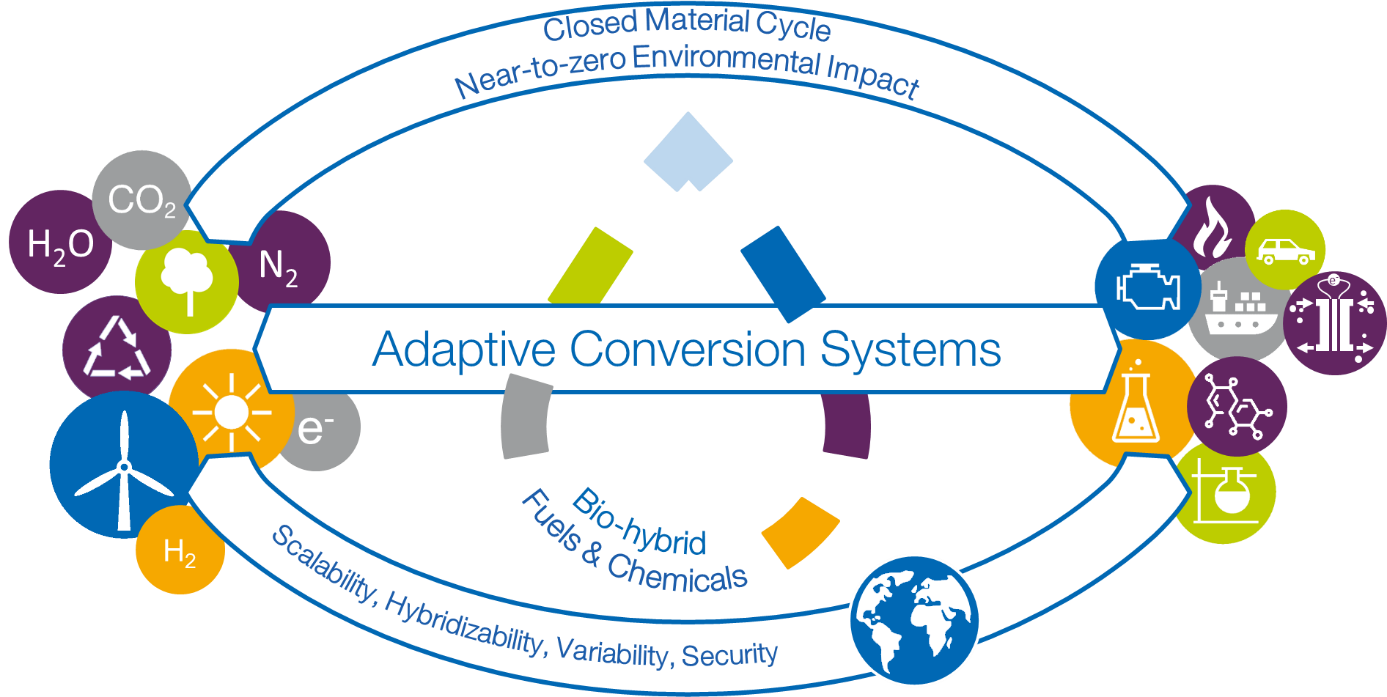 Closed Material Cycle
Near-to-zero Environmental Impact
CO₂
H₂O
N₂
e
Adaptive Conversion Systems
e⁻
H₂
Bio-hybrid
Fuels & Chemicals
Scalability, Hybridizability, Variability, Security